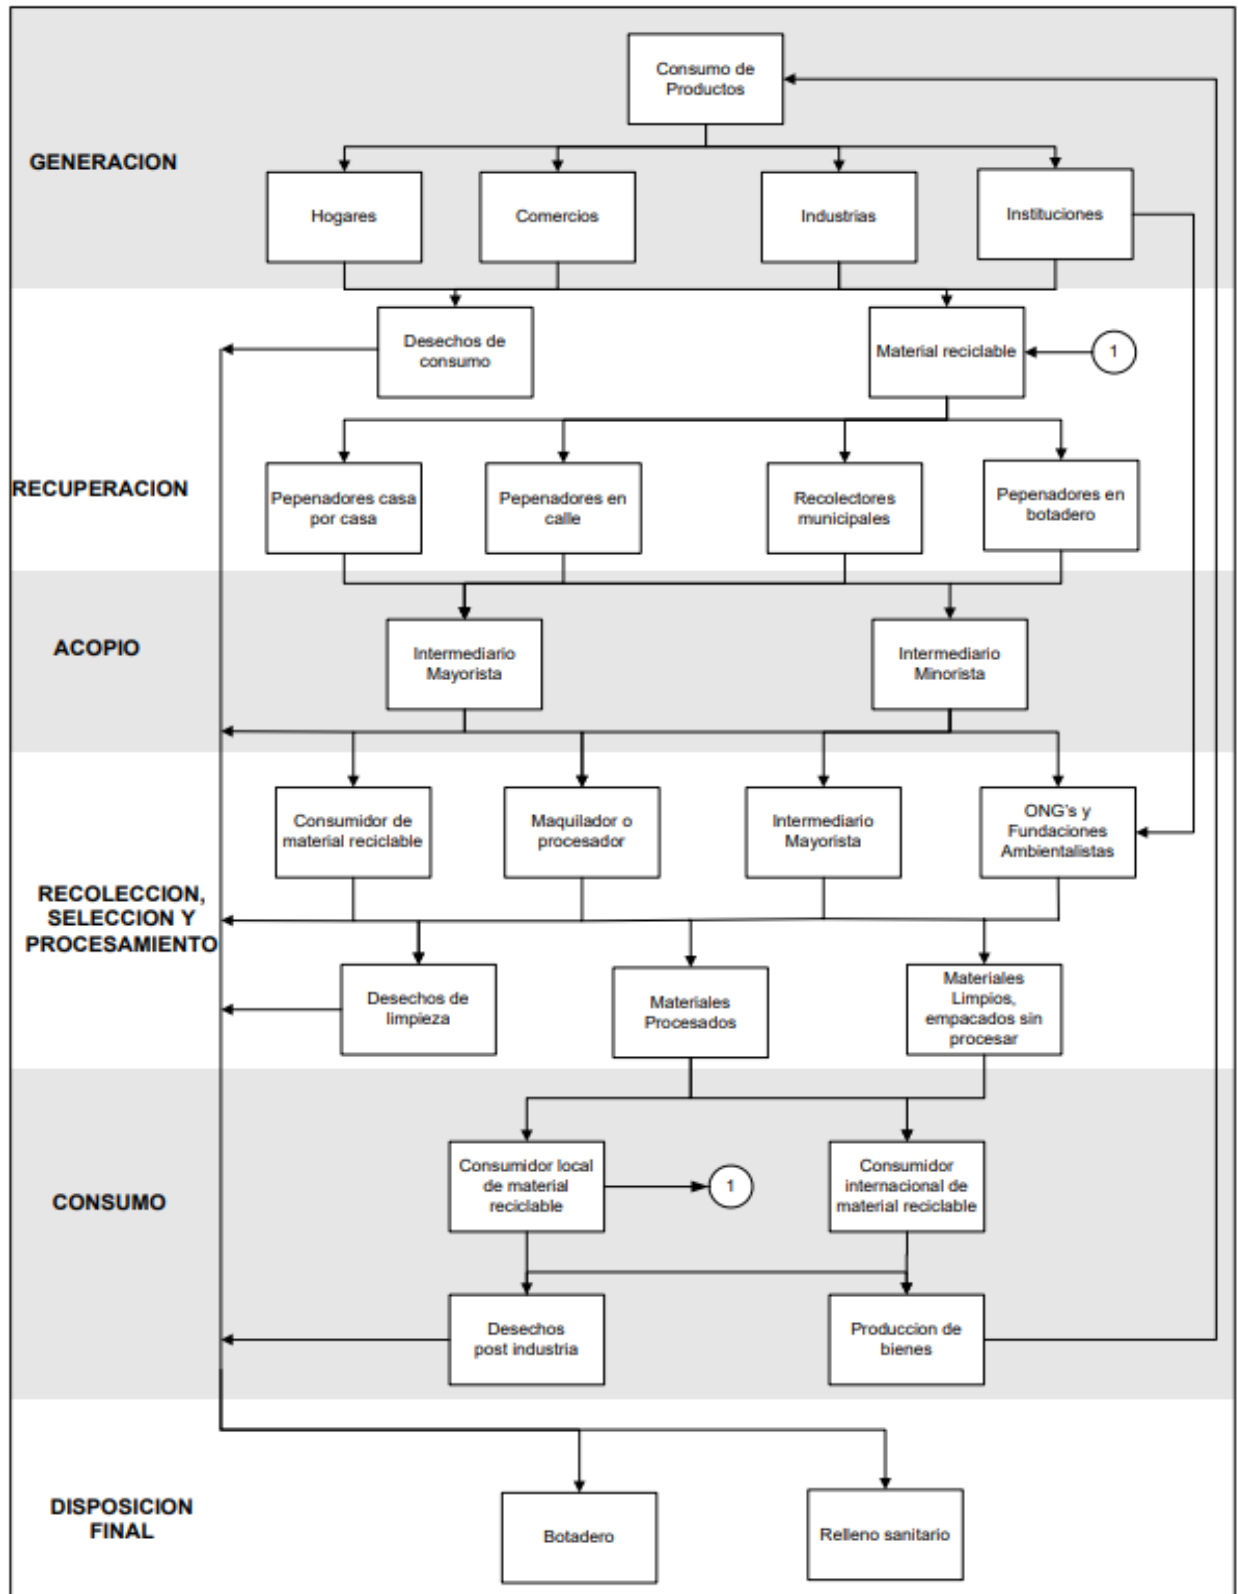 Consumo de
Productos
GENERACION
Hogares
Comercios
Industrias
Instituciones
Desechos de
consumo
Material reciclable
1
RECUPERACION
Pepenadores casa
por casa
Pepenadores en
calle
Recolectores
municipales
Pepenadores en
botadero
ACOPIO
Intermediario
Mayorista
Intermediario
Minorista
Consumidor de
material reciclable
Maquilador o
procesador
Intermediario
Mayorista
ONG's y
Fundaciones
Ambientalistas
RECOLECCION,
SELECCION Y
PROCESAMIENTO
Desechos de
limpieza
Materiales
Procesados
Materiales
Limpios,
empacados sin
procesar
CONSUMO
Consumidor local
de material
reciclable
1
Consumidor
internacional de
material reciclable
Desechos
post industria
Produccion de
bienes
DISPOSICION
FINAL
Botadero
Relleno sanitario